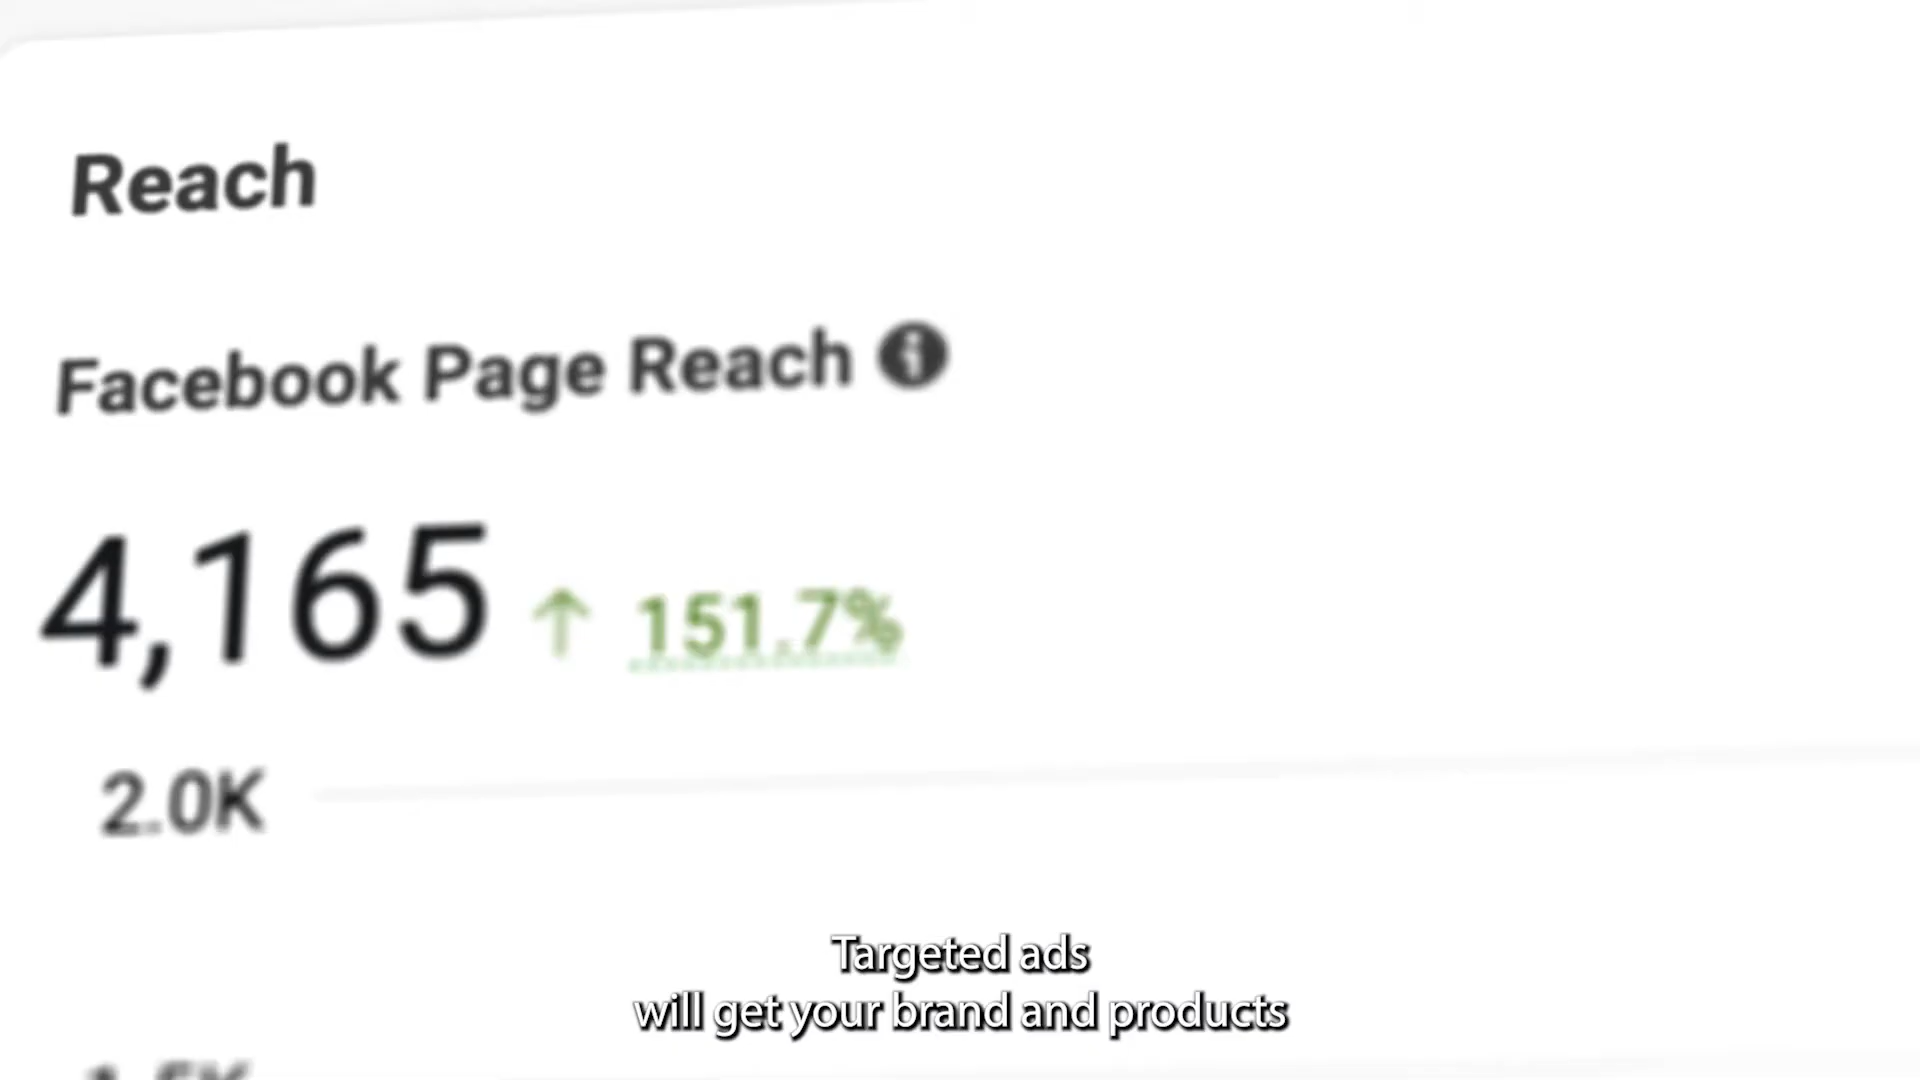 Reach
Facebook Page Reach
4,165 ↑ 151.7%
2.0K
Targeted ads
will get your brand and products